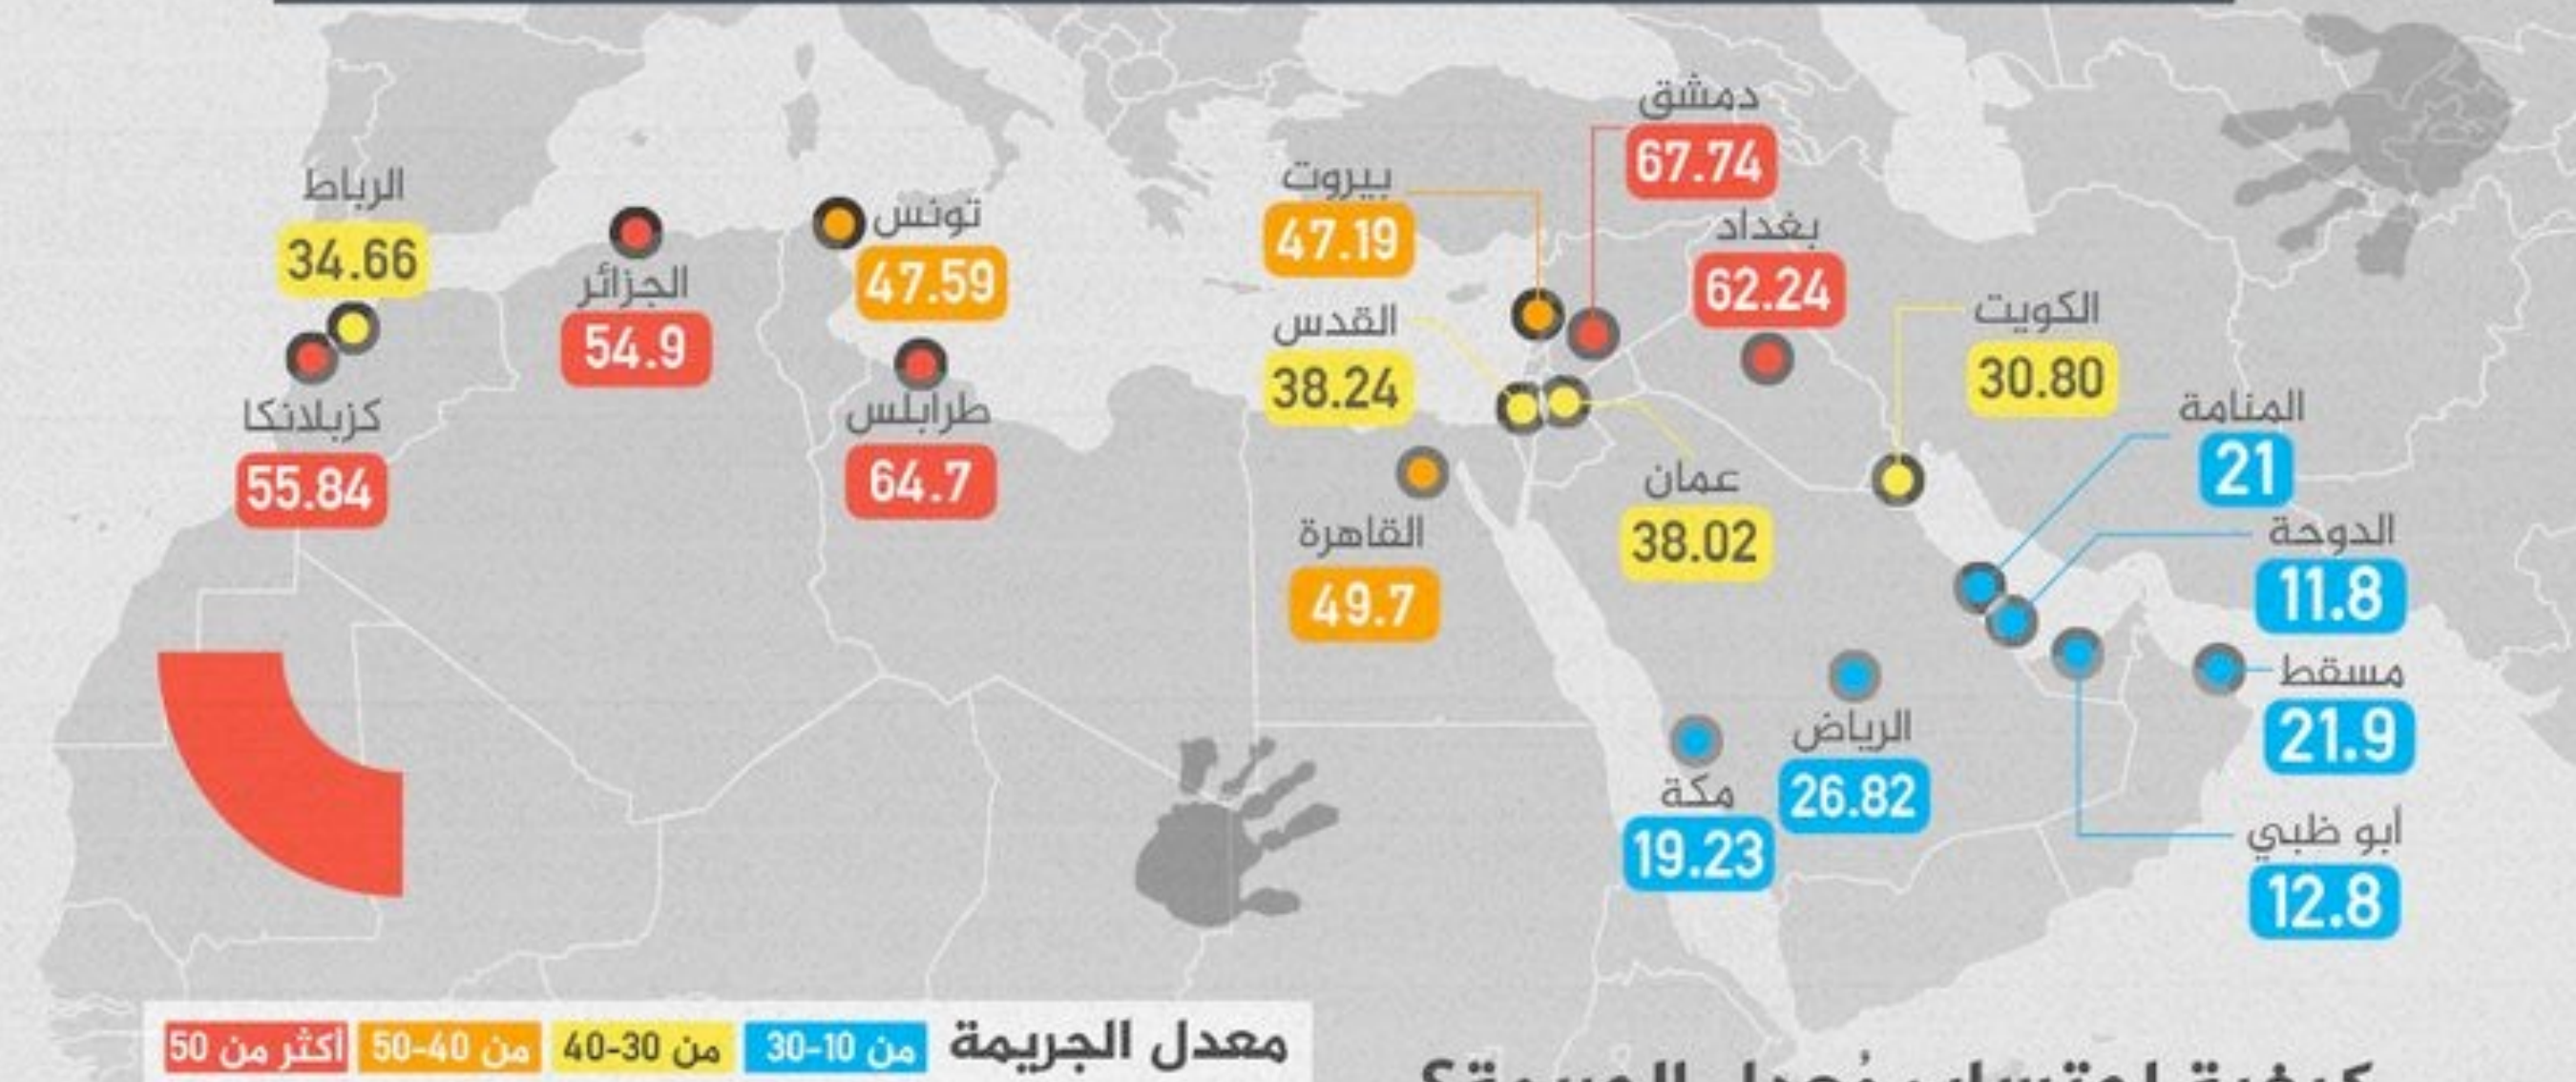 دمشق
67.74
بيروت
47.19
بغداد
62.24
الرباط
34.66
تونس
47.59
الجزائر
54.9
القدس
38.24
الكويت
30.80
كزبلانكا
55.84
طرابلس
64.7
المنامة
21
عمان
38.02
القاهرة
49.7
الدوحة
11.8
مسقط
21.9
الرياض
26.82
مكة
19.23
أبو ظبي
12.8
معدل الجريمة
من 10-30
من 30-40
من 40-50
أكثر من 50